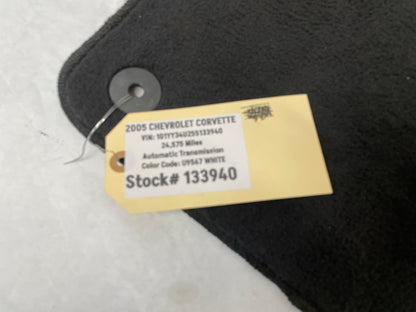 2005 CHEVROLET CORVETTE
VIN: 1G1YY34U255133940
24,575 Miles
Automatic Transmission
Color Code: U9567 WHITE
Stock# 133940